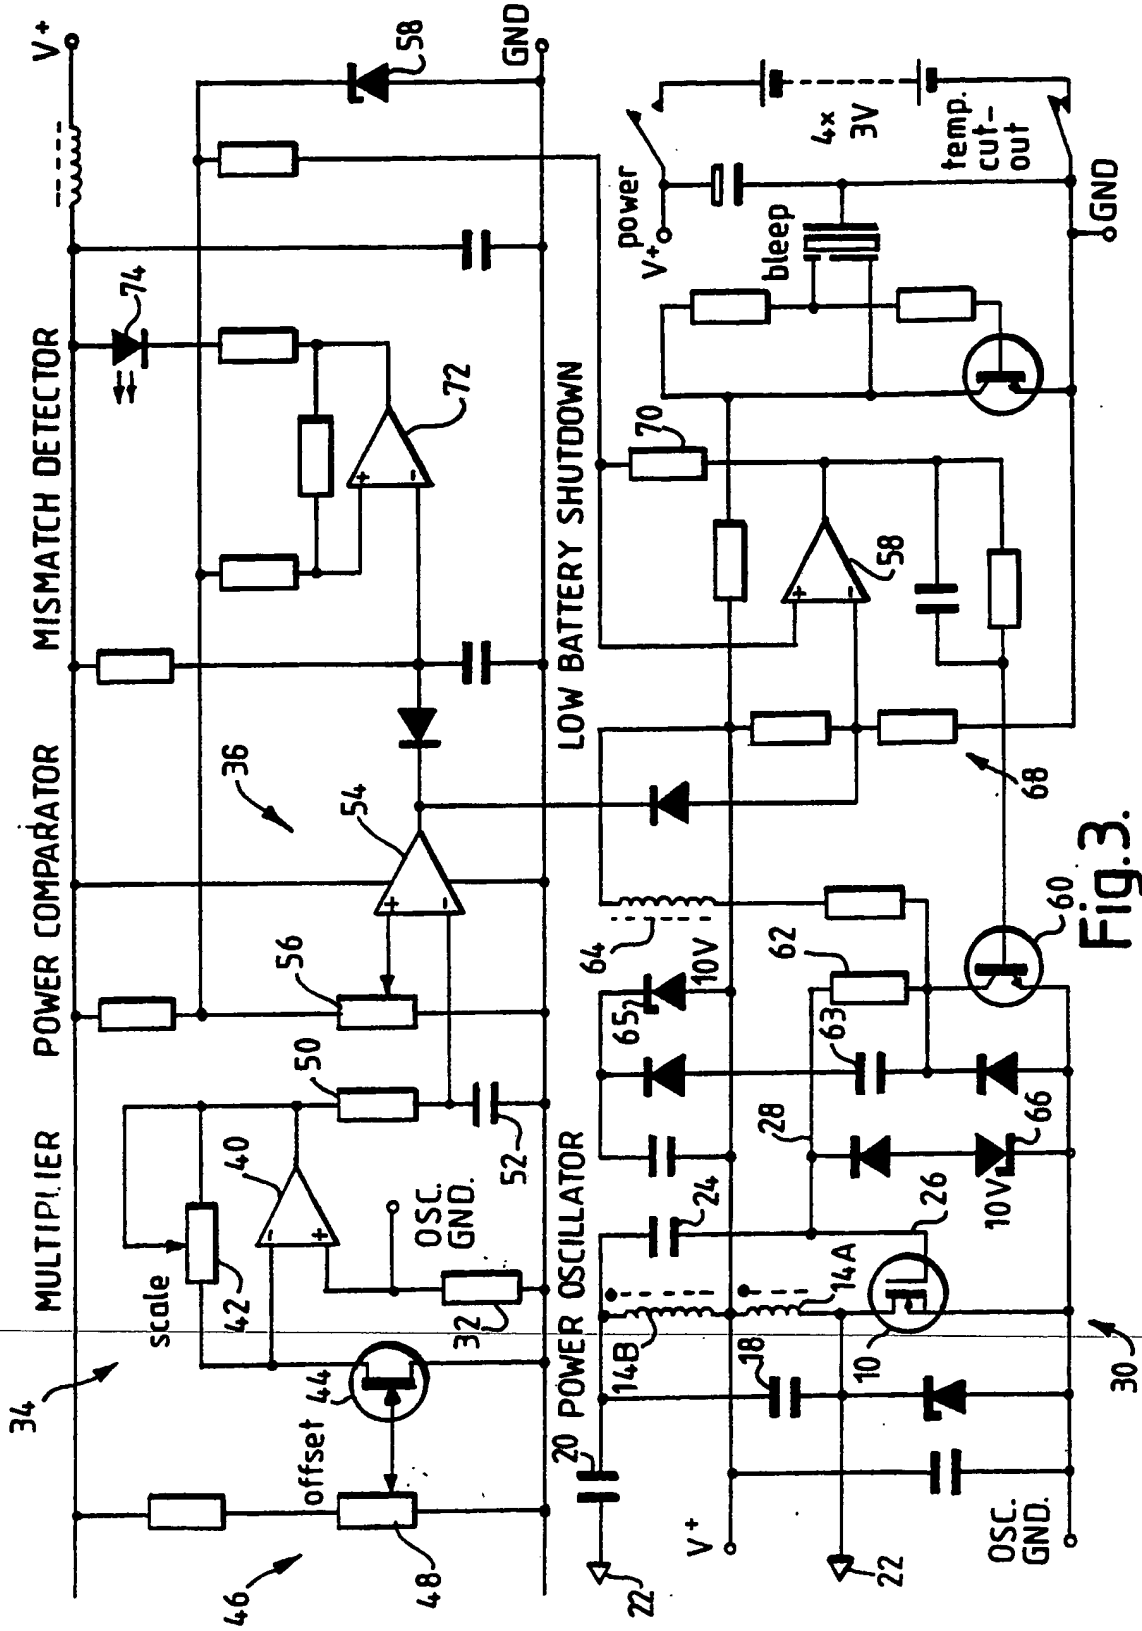 MULTIPLIER
POWER COMPARATOR
MISMATCH DETECTOR
V+
34
scale
42
40
50
56
36
54
74
72
58
GND
46
48
offset
44
32
OSC.
GND.
52
+
-
+
-
+
-
POWER OSCILLATOR
LOW BATTERY SHUTDOWN
20
22
V+
22
OSC.
GND.
18
14B
14A
10
24
26
28
30
10V
66
65
63
10V
64
62
60
68
58
+
-
70
bleep
power
V+
4x
3V
temp.
cut-
out
GND
Fig.3.